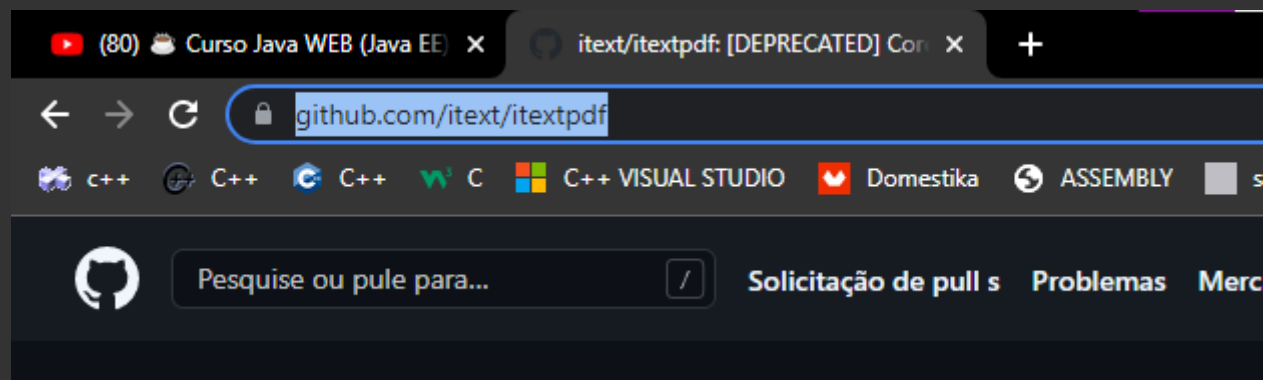 (80) Curso Java WEB (Java EE) itext/itextpdf: [DEPRECATED] Cor
github.com/itext/itextpdf
c++ C++ C++ C C++ VISUAL STUDIO Domestika ASSEMBLY s
Pesquise ou pule para... / Solicitação de pull s Problemas Merc